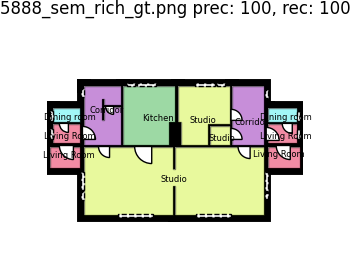 5888_sem_rich_gt.png prec: 100, rec: 100
Corridor
Dining room
Kitchen
Studio
Corridor
Dining room
Living Room
Studio
Living Room
Living Room
Living Room
Studio